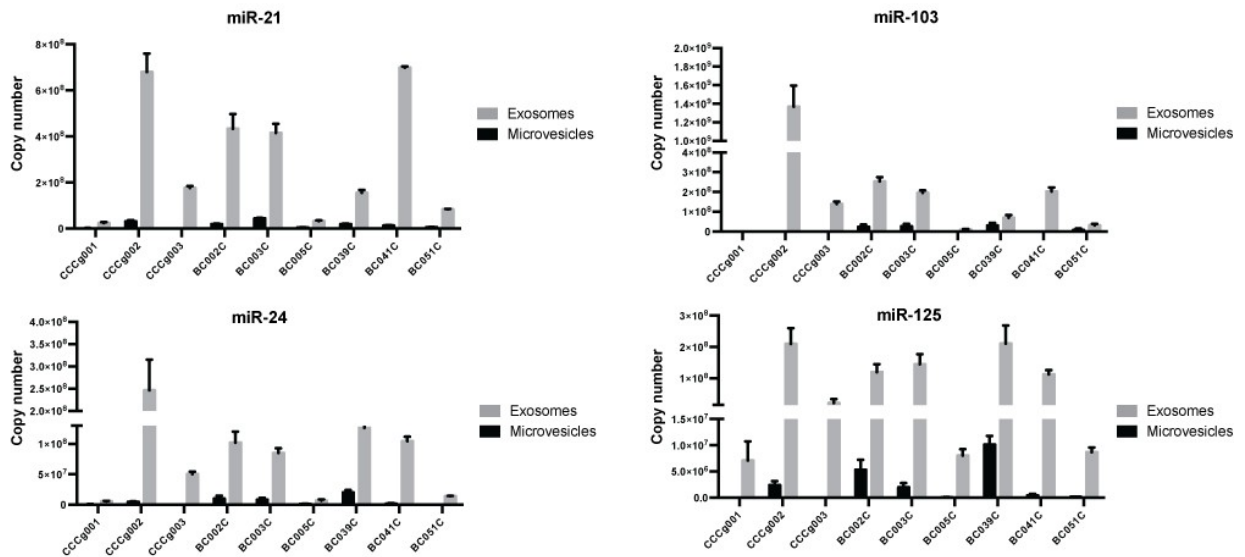 miR-21
Copy number
8×10⁸
6×10⁸
4×10⁸
2×10⁸
0
CCCg001
CCCg002
CCCg003
BC002C
BC003C
BC005C
BC039C
BC041C
BC051C
Exosomes
Microvesicles
miR-103
Copy number
2.0×10⁹
1.8×10⁹
1.6×10⁹
1.4×10⁹
1.2×10⁹
1.0×10⁹
4×10⁸
3×10⁸
2×10⁸
1×10⁸
0
CCCg001
CCCg002
CCCg003
BC002C
BC003C
BC005C
BC039C
BC041C
BC051C
Exosomes
Microvesicles
miR-24
Copy number
4.0×10⁸
3.5×10⁸
3.0×10⁸
2.5×10⁸
2.0×10⁸
1×10⁸
5×10⁷
0
CCCg001
CCCg002
CCCg003
BC002C
BC003C
BC005C
BC039C
BC041C
BC051C
Exosomes
Microvesicles
miR-125
Copy number
3×10⁸
2×10⁸
1×10⁸
1.5×10⁷
1.0×10⁷
5.0×10⁶
0.0
CCCg001
CCCg002
CCCg003
BC002C
BC003C
BC005C
BC039C
BC041C
BC051C
Exosomes
Microvesicles